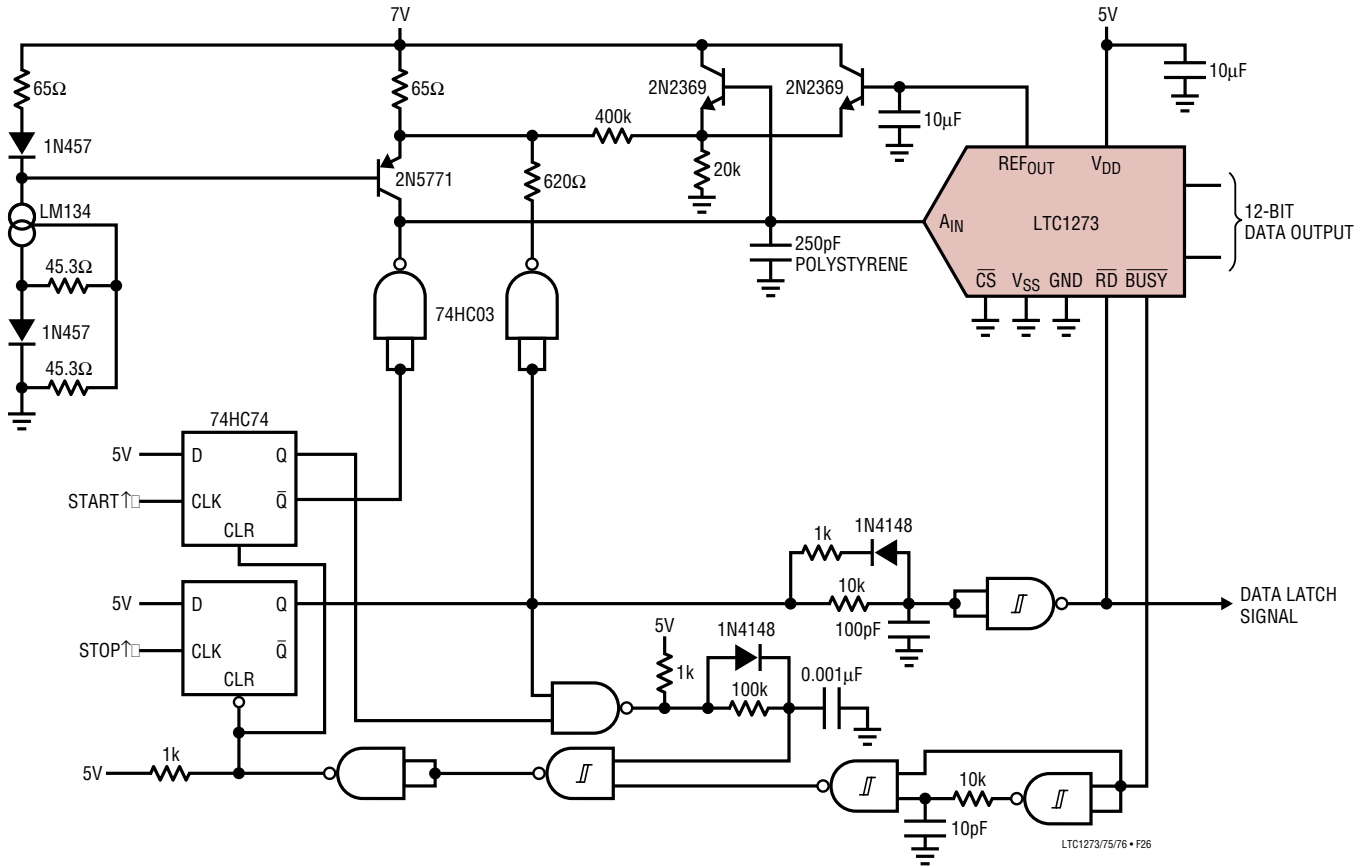 7V
5V
65Ω
65Ω
2N2369
2N2369
10µF
1N457
400k
10µF
REFOUT
VDD
2N5771
620Ω
20k
LM134
AIN
LTC1273
12-BIT
DATA OUTPUT
45.3Ω
250pF
POLYSTYRENE
CS
VSS
GND
RD
BUSY
1N457
74HC03
45.3Ω
74HC74
5V
D
Q
START↑
CLK
Q
CLR
1k
1N4148
5V
D
Q
10k
DATA LATCH
SIGNAL
100pF
STOP↑
CLK
Q
5V
1N4148
CLR
1k
100k
0.001µF
5V
1k
10k
10pF
LTC1273/75/76 • F26